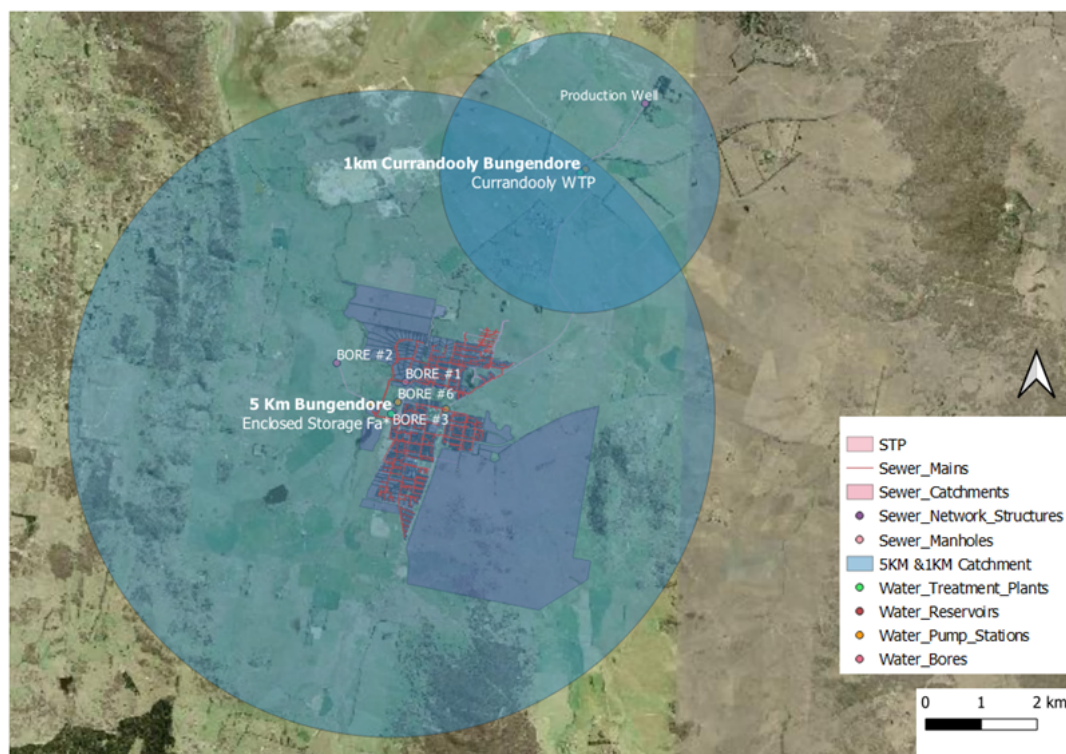 Production Well
1km Currandooly Bungendore
Currandooly WTP
BORE #2
BORE #1
BORE #6
5 Km Bungendore
BORE #3
Enclosed Storage Fa*
STP
Sewer_Mains
Sewer_Catchments
Sewer_Network_Structures
Sewer_Manholes
5KM &1KM Catchment
Water_Treatment_Plants
Water_Reservoirs
Water_Pump_Stations
Water_Bores
0 1 2 km